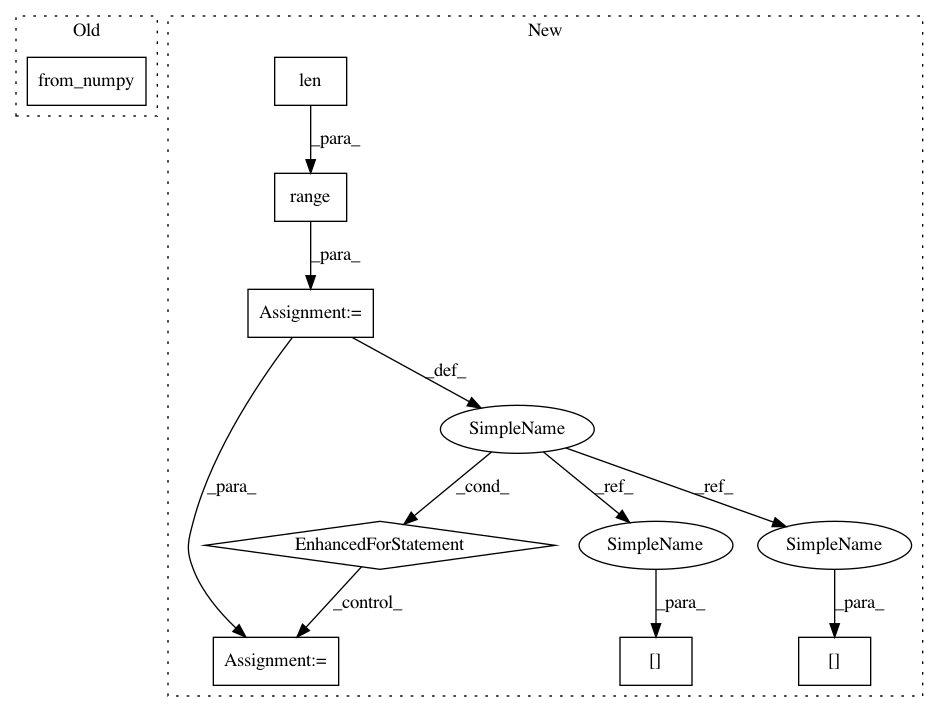 Old
New
from_numpy
len
_para_
range
_para_
Assignment:=
_def_
SimpleName
_para_
_cond_
_ref_
_ref_
EnhancedForStatement
SimpleName
SimpleName
_control_
_para_
_para_
Assignment:=
[]
[]